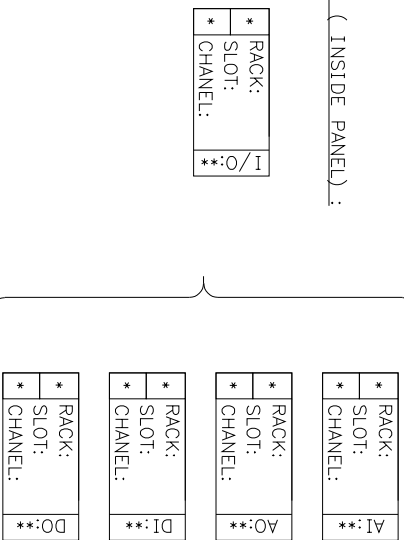 ( INSIDE PANEL) :
*
*
RACK:
SLOT:
CHANEL:
I/O:**
*
*
RACK:
SLOT:
CHANEL:
AI:**
*
*
RACK:
SLOT:
CHANEL:
AO:**
*
*
RACK:
SLOT:
CHANEL:
DI:**
*
*
RACK:
SLOT:
CHANEL:
DO:**